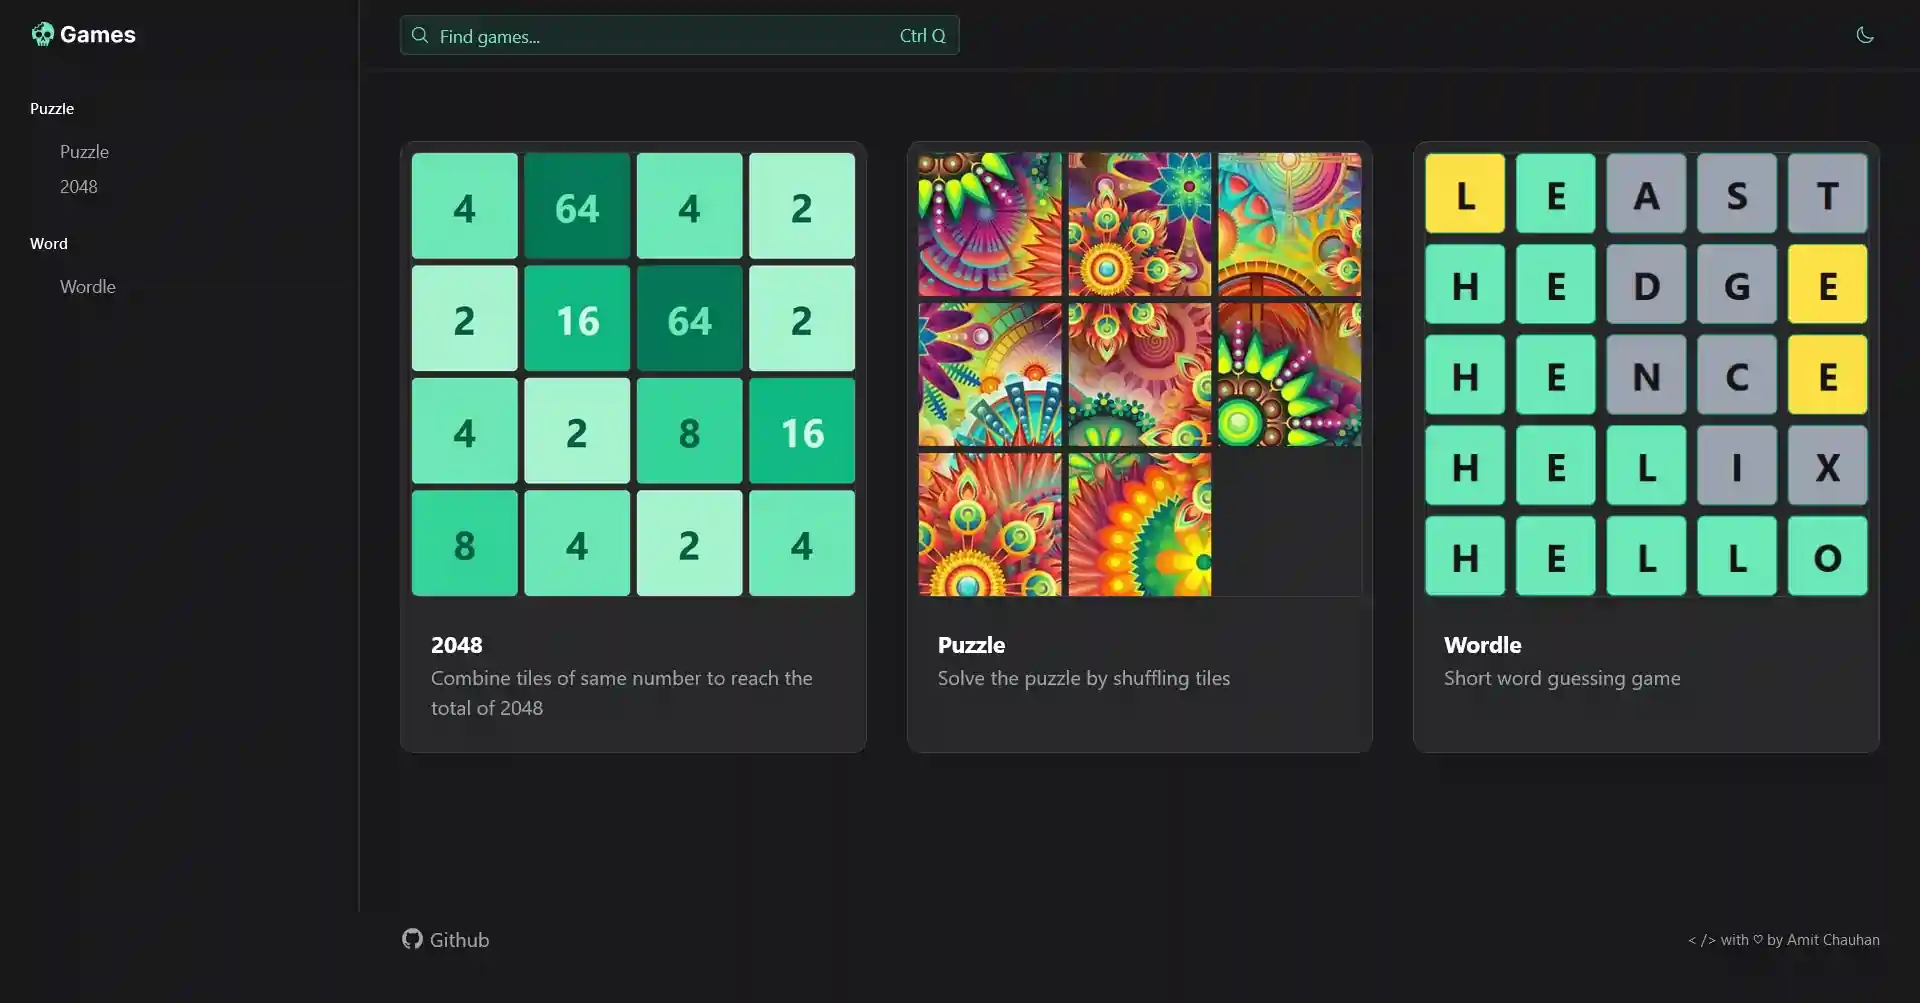 Games
Find games...
Ctrl Q
Puzzle
Puzzle
2048
Word
Wordle
4 64 4 2
2 16 64 2
4 2 8 16
8 4 2 4
2048
Combine tiles of same number to reach the
total of 2048
Puzzle
Solve the puzzle by shuffling tiles
L E A S T
H E D G E
H E N C E
H E L I X
H E L L O
Wordle
Short word guessing game
Github
< /> with ♡ by Amit Chauhan